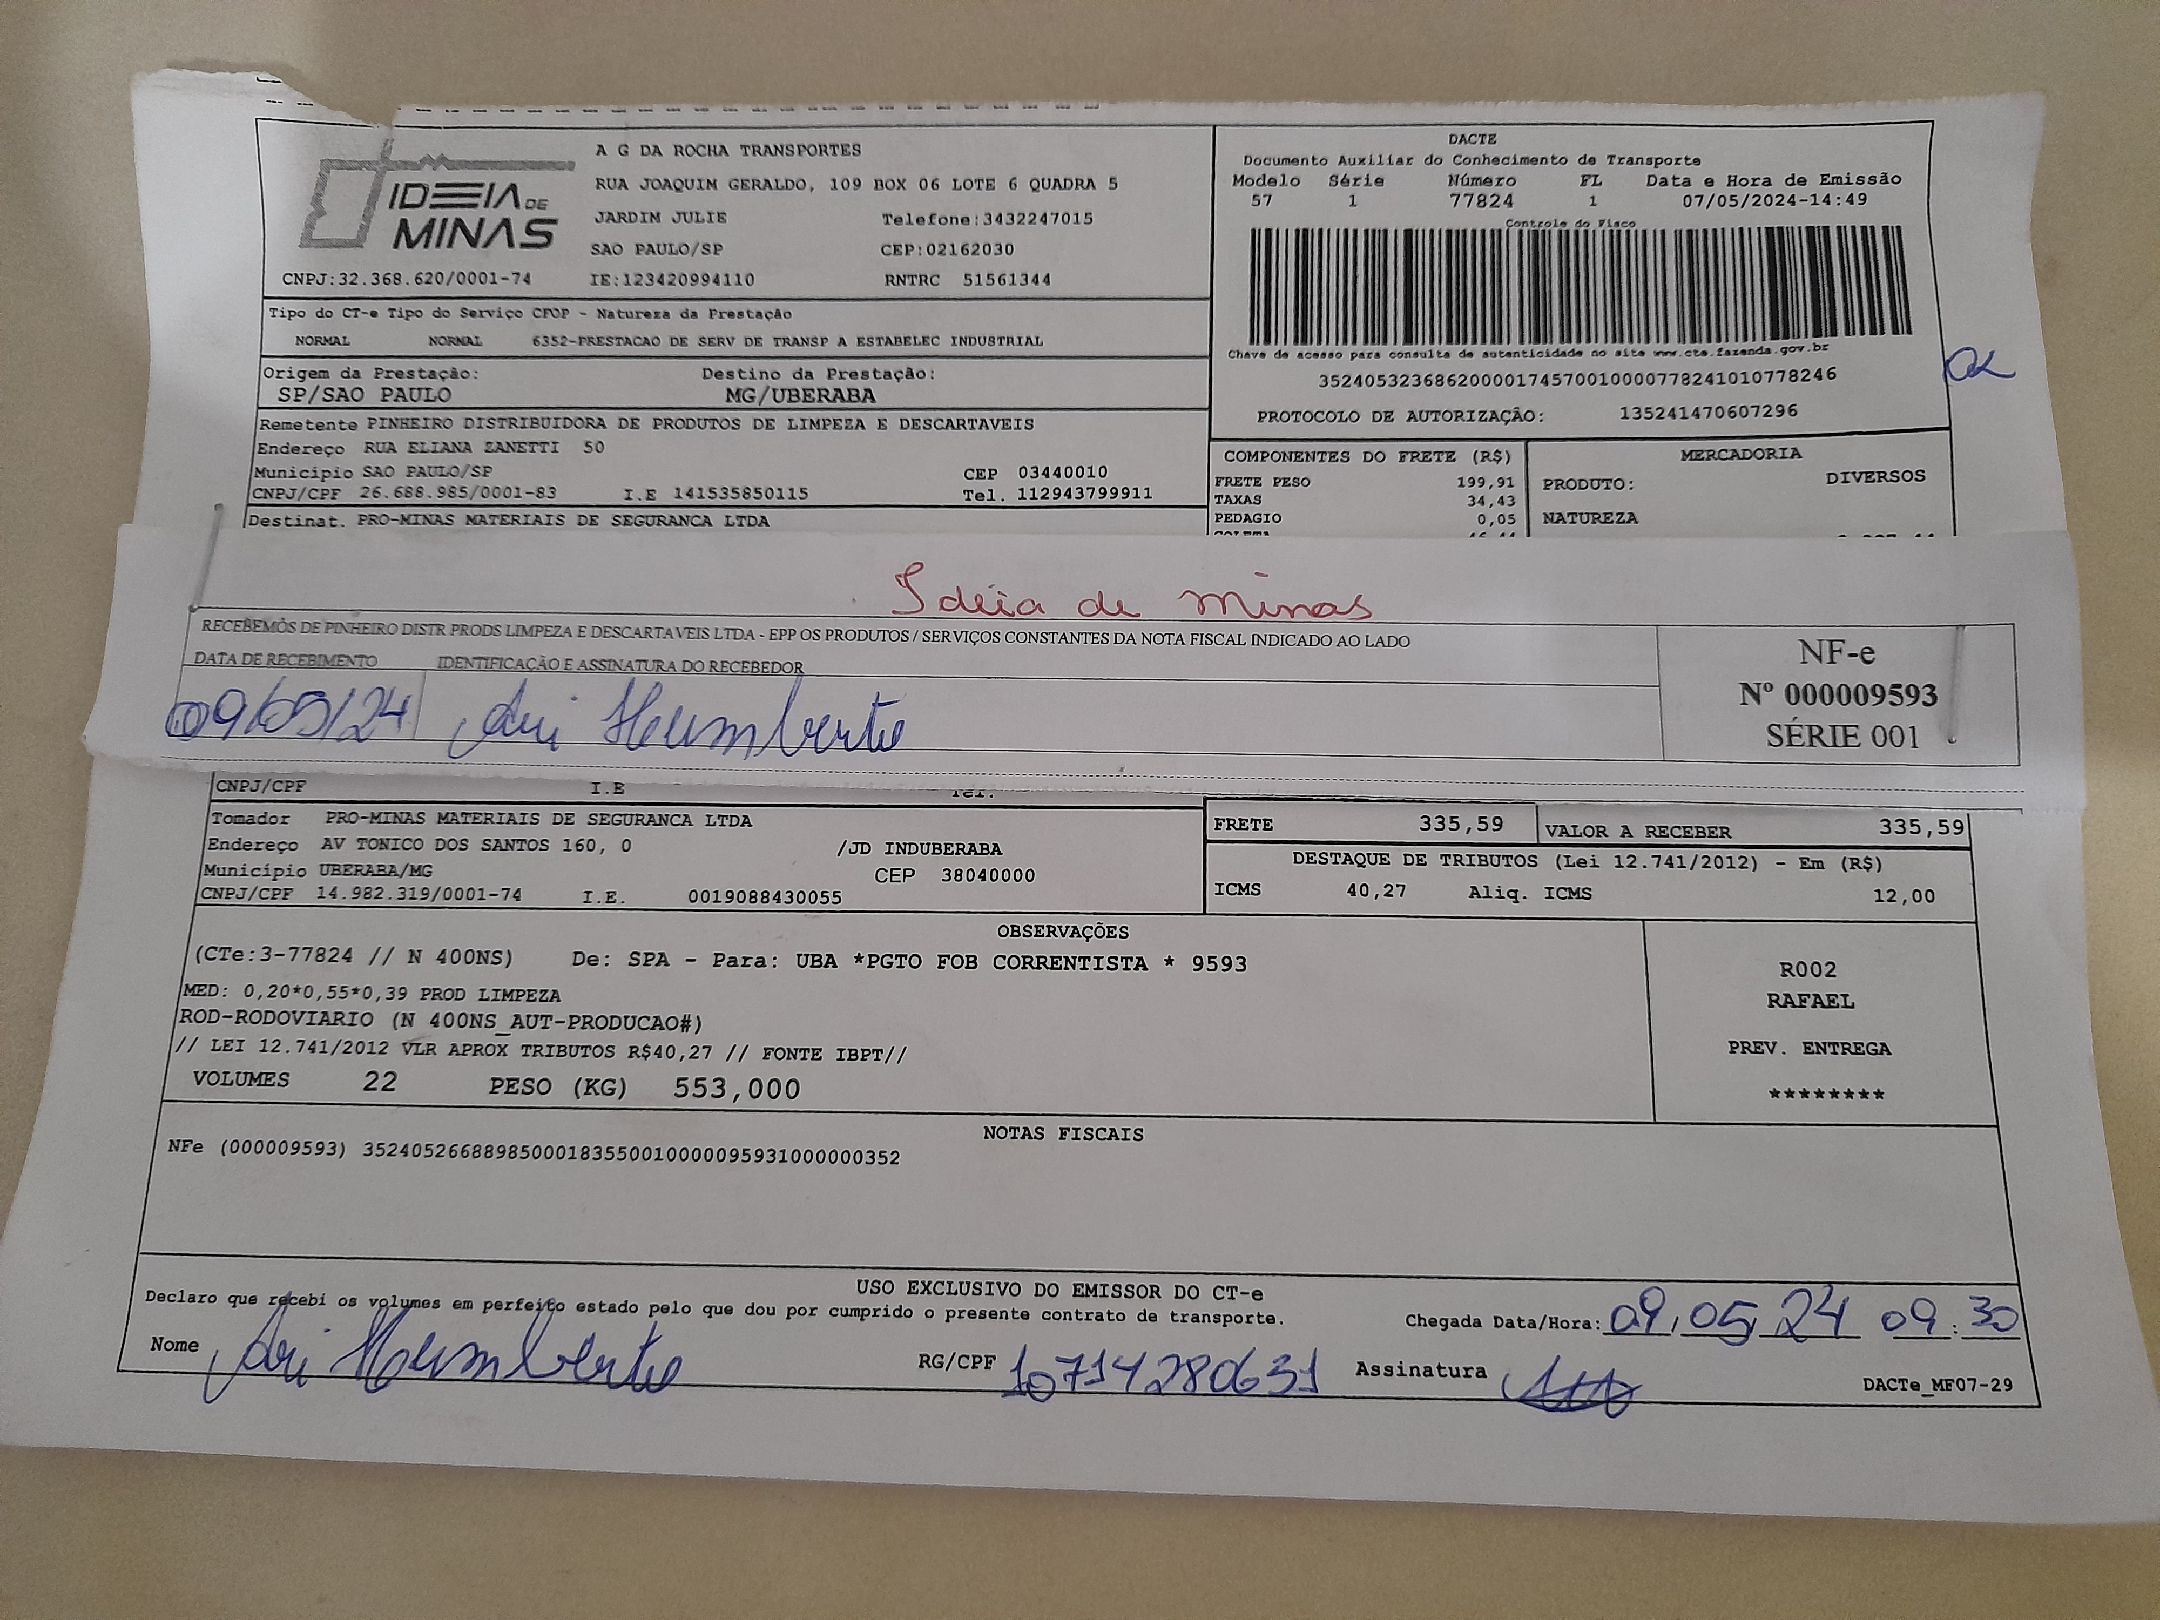 IDEIA DE MINAS
A G DA ROCHA TRANSPORTES
RUA JOAQUIM GERALDO, 109 BOX 06 LOTE 6 QUADRA 5
JARDIM JULIE Telefone:3432247015
SAO PAULO/SP CEP:02162030
CNPJ:32.368.620/0001-74 IE:123420994110 RNTRC 51561344
DACTE
Documento Auxiliar do Conhecimento de Transporte
Modelo Série Número FL Data e Hora de Emissão
57 1 77824 1 07/05/2024-14:49
Controle do Fisco
Chave de acesso para consulta de autenticidade no site www.cte.fazenda.gov.br
35240532368620000174570010000778241010778246
PROTOCOLO DE AUTORIZAÇÃO: 135241470607296
OK
Tipo do CT-e Tipo do Serviço CFOP - Natureza da Prestação
NORMAL NORMAL 6352-PRESTACAO DE SERV DE TRANSP A ESTABELEC INDUSTRIAL
Origem da Prestação: Destino da Prestação:
SP/SAO PAULO MG/UBERABA
Remetente PINHEIRO DISTRIBUIDORA DE PRODUTOS DE LIMPEZA E DESCARTAVEIS
Endereço RUA ELIANA ZANETTI 50
Município SAO PAULO/SP CEP 03440010
CNPJ/CPF 26.688.985/0001-83 I.E 141535850115 Tel. 112943799911
Destinat. PRO-MINAS MATERIAIS DE SEGURANCA LTDA
COMPONENTES DO FRETE (R$)
FRETE PESO 199,91
TAXAS 34,43
PEDAGIO 0,05
MERCADORIA
PRODUTO: DIVERSOS
NATUREZA
Ideia de Minas
RECEBEMOS DE PINHEIRO DISTR PRODS LIMPEZA E DESCARTAVEIS LTDA - EPP OS PRODUTOS / SERVIÇOS CONSTANTES DA NOTA FISCAL INDICADO AO LADO
DATA DE RECEBIMENTO IDENTIFICAÇÃO E ASSINATURA DO RECEBEDOR
09/05/24 Ari Humberto
NF-e
Nº 000009593
SÉRIE 001
CNPJ/CPF I.E Tel.
Tomador PRO-MINAS MATERIAIS DE SEGURANCA LTDA
Endereço AV TONICO DOS SANTOS 160, 0 /JD INDUBERABA
Município UBERABA/MG CEP 38040000
CNPJ/CPF 14.982.319/0001-74 I.E. 0019088430055
FRETE 335,59 VALOR A RECEBER 335,59
DESTAQUE DE TRIBUTOS (Lei 12.741/2012) - Em (R$)
ICMS 40,27 Aliq. ICMS 12,00
OBSERVAÇÕES
(CTe:3-77824 // N 400NS) De: SPA - Para: UBA *PGTO FOB CORRENTISTA * 9593
MED: 0,20*0,55*0,39 PROD LIMPEZA
ROD-RODOVIARIO (N 400NS_AUT-PRODUCAO#)
// LEI 12.741/2012 VLR APROX TRIBUTOS R$40,27 // FONTE IBPT//
VOLUMES 22 PESO (KG) 553,000
R002
RAFAEL
PREV. ENTREGA
********
NOTAS FISCAIS
NFe (000009593) 35240526688985000183550010000095931000000352
USO EXCLUSIVO DO EMISSOR DO CT-e
Declaro que recebi os volumes em perfeito estado pelo que dou por cumprido o presente contrato de transporte.
Chegada Data/Hora: 09,05,24 09:30
Nome Ari Humberto RG/CPF 10714280631 Assinatura
DACTe_MF07-29